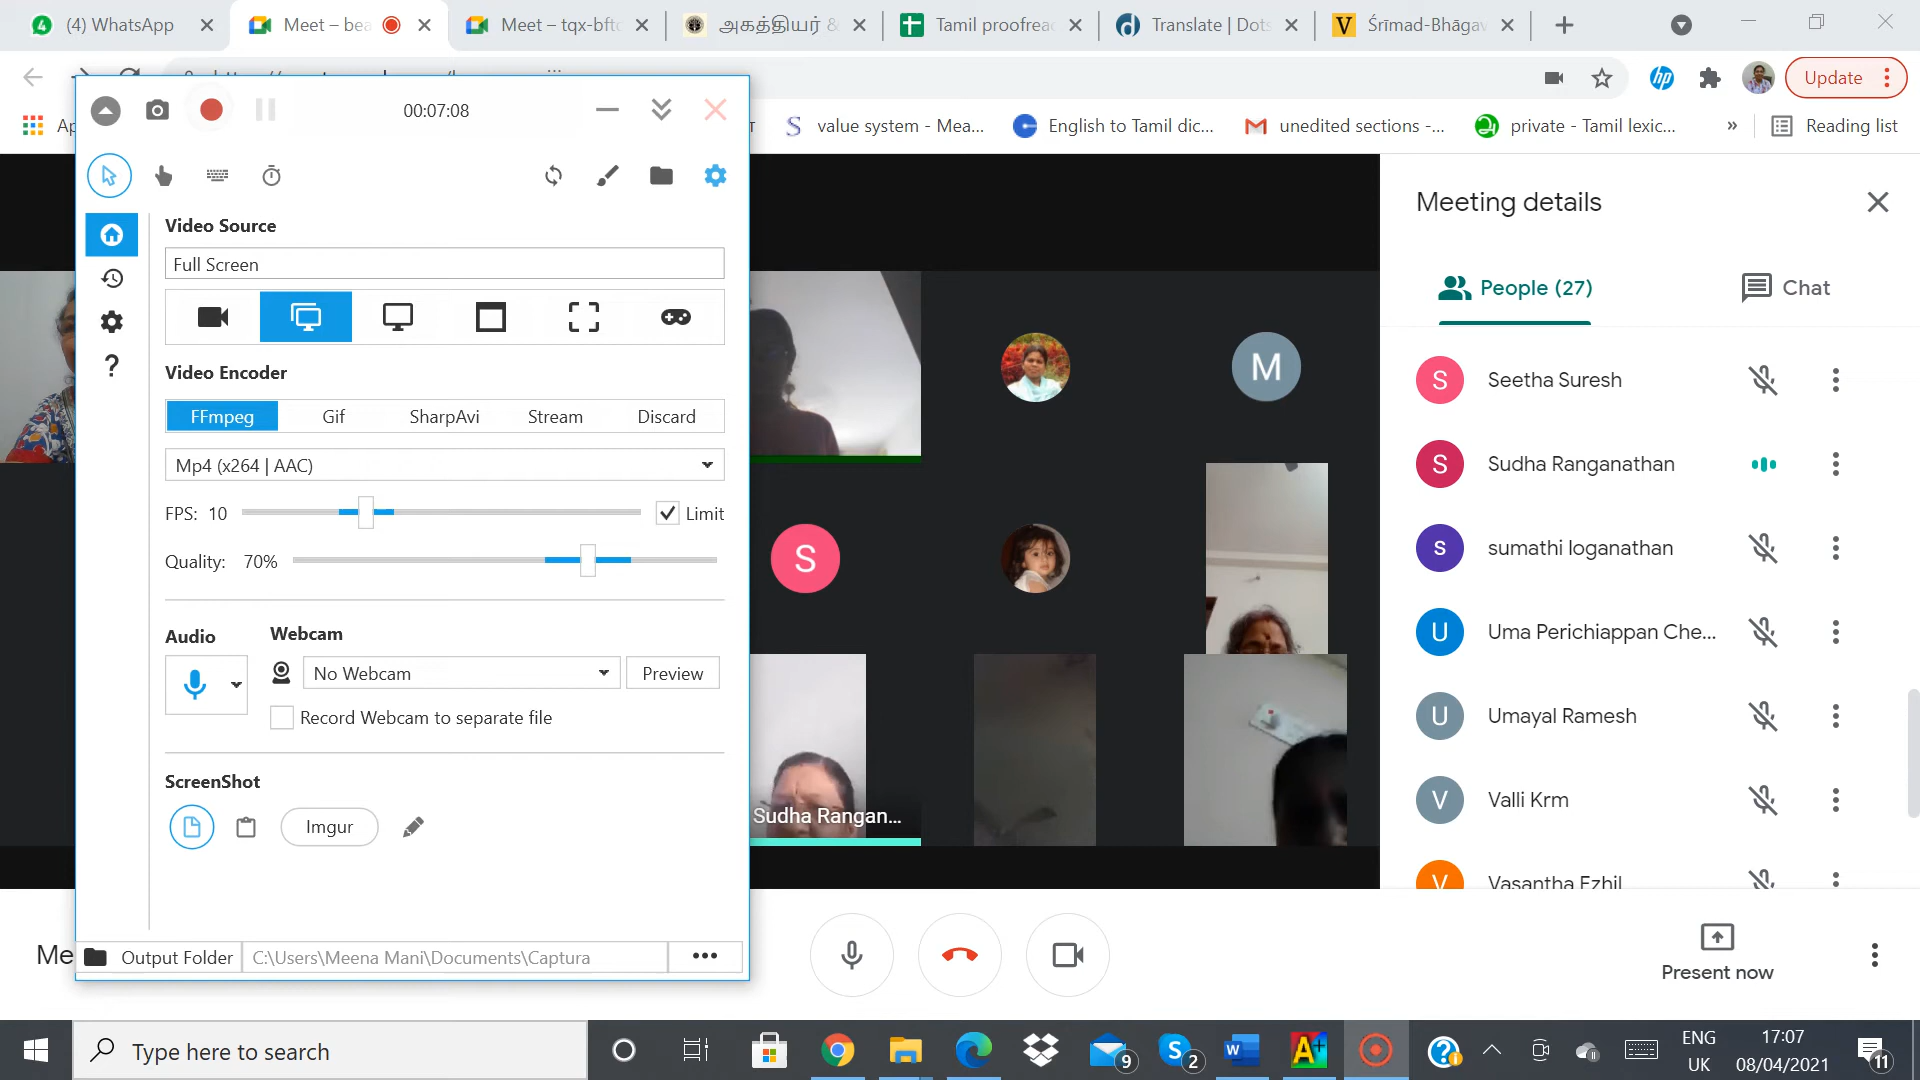 (4) WhatsApp
Meet – bea
Meet – tqx-bftc
அகத்தியர் &
Tamil proofread
Translate | Dots
Śrīmad-Bhāgav
Update
value system - Mea...
English to Tamil dic...
unedited sections -...
private - Tamil lexic...
»
Reading list
00:07:08
Video Source
Full Screen
Video Encoder
FFmpeg
Gif
SharpAvi
Stream
Discard
Mp4 (x264 | AAC)
FPS: 10
Limit
Quality: 70%
Audio
Webcam
No Webcam
Preview
Record Webcam to separate file
ScreenShot
Imgur
Output Folder
C:\Users\Meena Mani\Documents\Captura
M
S
Sudha Rangan...
Meeting details
People (27)
Chat
S Seetha Suresh
S Sudha Ranganathan
s sumathi loganathan
U Uma Perichiappan Che...
U Umayal Ramesh
V Valli Krm
V Vasantha Ezhil
Me
Present now
Type here to search
9
2
ENG
UK
17:07
08/04/2021
11